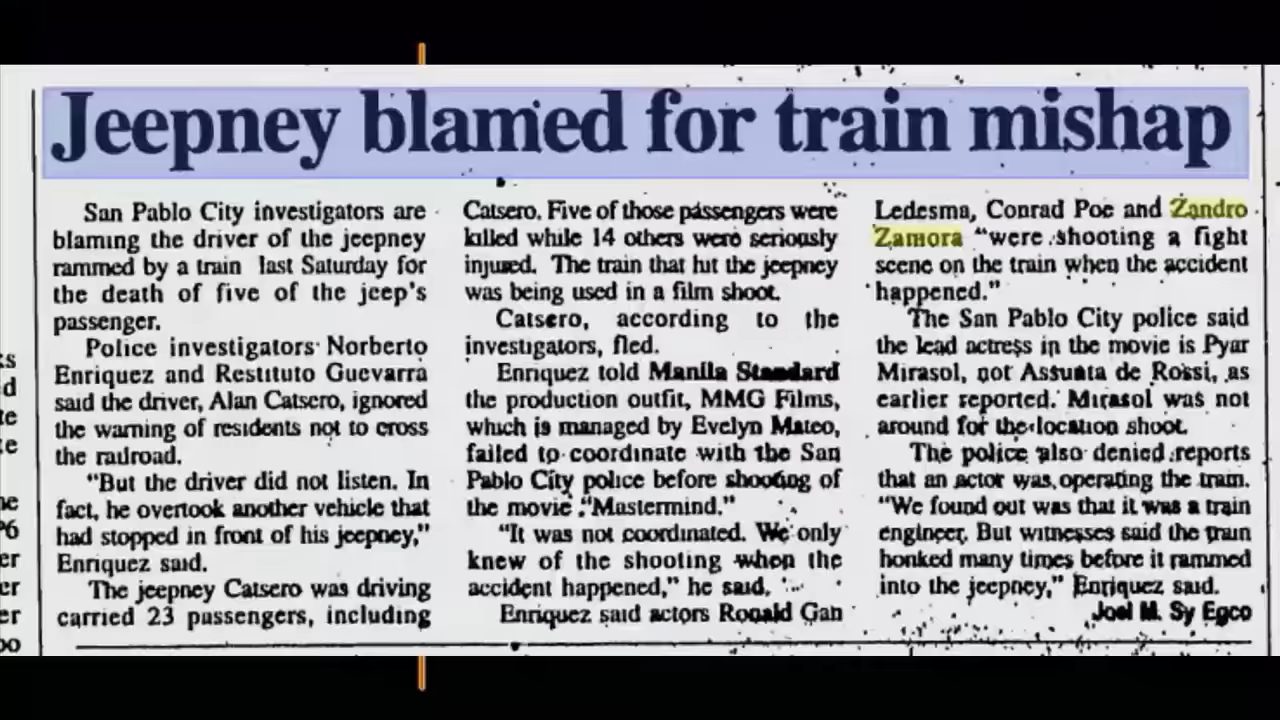 Jeepney blamed for train mishap
San Pablo City investigators are
blaming the driver of the jeepney
rammed by a train last Saturday for
the death of five of the jeep's
passenger.
Police investigators Norberto
Enriquez and Restituto Guevarra
said the driver, Alan Catsero, ignored
the warning of residents not to cross
the railroad.
"But the driver did not listen. In
fact, he overtook another vehicle that
had stopped in front of his jeepney,"
Enriquez said.
The jeepney Catsero was driving
carried 23 passengers, including
Catsero. Five of those passengers were
killed while 14 others were seriously
injured. The train that hit the jeepney
was being used in a film shoot.
Catsero, according to the
investigators, fled.
Enriquez told Manila Standard
the production outfit, MMG Films,
which is managed by Evelyn Mateo,
failed to coordinate with the San
Pablo City police before shooting of
the movie "Mastermind."
"It was not coordinated. We only
knew of the shooting when the
accident happened," he said.
Enriquez said actors Ronald Gan
Ledesma, Conrad Poe and Zandro
Zamora "were shooting a fight
scene on the train when the accident
happened."
The San Pablo City police said
the lead actress in the movie is Pyar
Mirasol, not Assunta de Rossi, as
earlier reported. Mirasol was not
around for the location shoot.
The police also denied reports
that an actor was operating the train.
"We found out was that it was a train
engineer. But witnesses said the train
honked many times before it rammed
into the jeepney," Enriquez said.
Joel M. Sy Egco